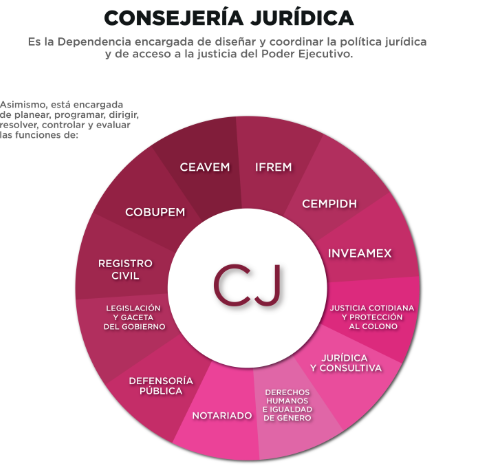 CONSEJERÍA JURÍDICA
Es la Dependencia encargada de diseñar y coordinar la política jurídica
y de acceso a la justicia del Poder Ejecutivo.
Asimismo, está encargada
de planear, programar, dirigir,
resolver, controlar y evaluar
las funciones de:
CEAVEM
IFREM
CEMPIDH
INVEAMEX
JUSTICIA COTIDIANA
Y PROTECCIÓN
AL COLONO
JURÍDICA
Y CONSULTIVA
DERECHOS
HUMANOS
E IGUALDAD
DE GÉNERO
NOTARIADO
DEFENSORÍA
PÚBLICA
LEGISLACIÓN
Y GACETA
DEL GOBIERNO
REGISTRO
CIVIL
COBUPEM
CJ